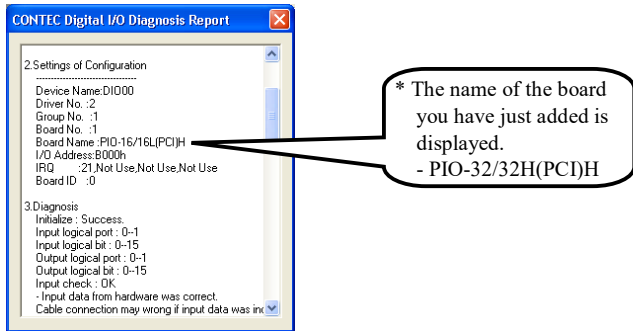 CONTEC Digital I/O Diagnosis Report
2.Settings of Configuration
--------------------------------
Device Name:DIO00
Driver No. :2
Group No. :1
Board No. :1
Board Name :PIO-16/16L(PCI)H
I/O Address:B000h
IRQ :21,Not Use,Not Use,Not Use
Board ID :0
3.Diagnosis
Initialize : Success.
Input logical port : 0--1
Input logical bit : 0--15
Output logical port : 0--1
Output logical bit : 0--15
Input check : OK
- Input data from hardware was correct.
Cable connection may wrong if input data was
* The name of the board
you have just added is
displayed.
- PIO-32/32H(PCI)H